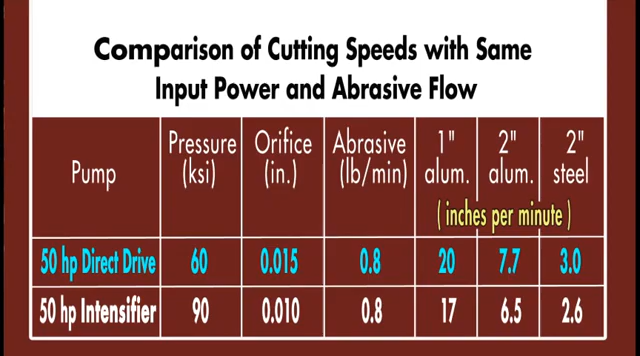 Comparison of Cutting Speeds with Same
Input Power and Abrasive Flow
Pump Pressure (ksi) Orifice (in.) Abrasive (lb/min) 1" alum. 2" alum. 2" steel
( inches per minute )
50 hp Direct Drive 60 0.015 0.8 20 7.7 3.0
50 hp Intensifier 90 0.010 0.8 17 6.5 2.6